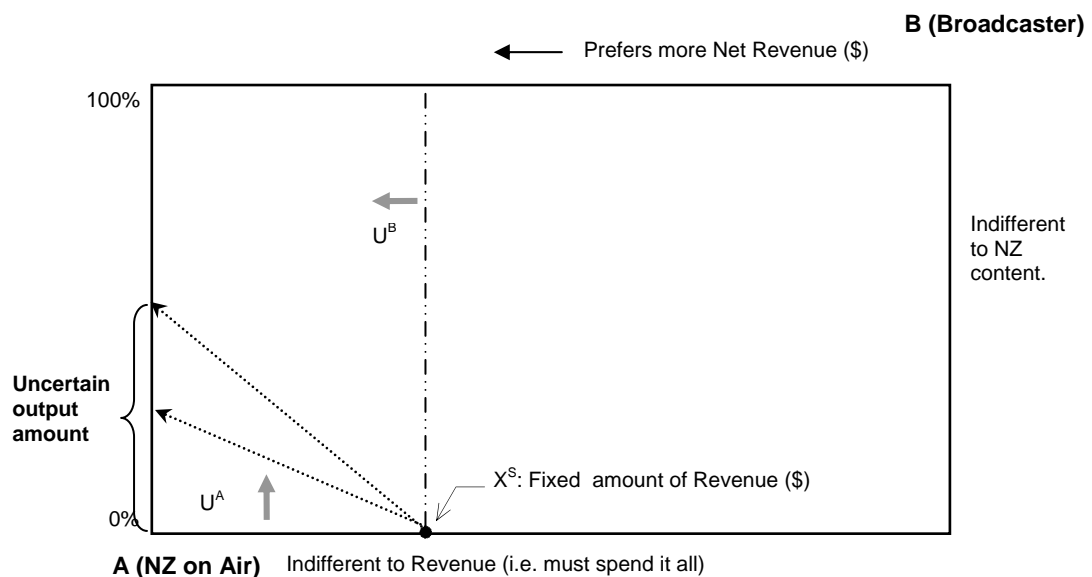 B (Broadcaster)
Prefers more Net Revenue ($)
100%
U^B
Indifferent
to NZ
content.
Uncertain
output
amount
X^S: Fixed amount of Revenue ($)
U^A
0%
A (NZ on Air) Indifferent to Revenue (i.e. must spend it all)